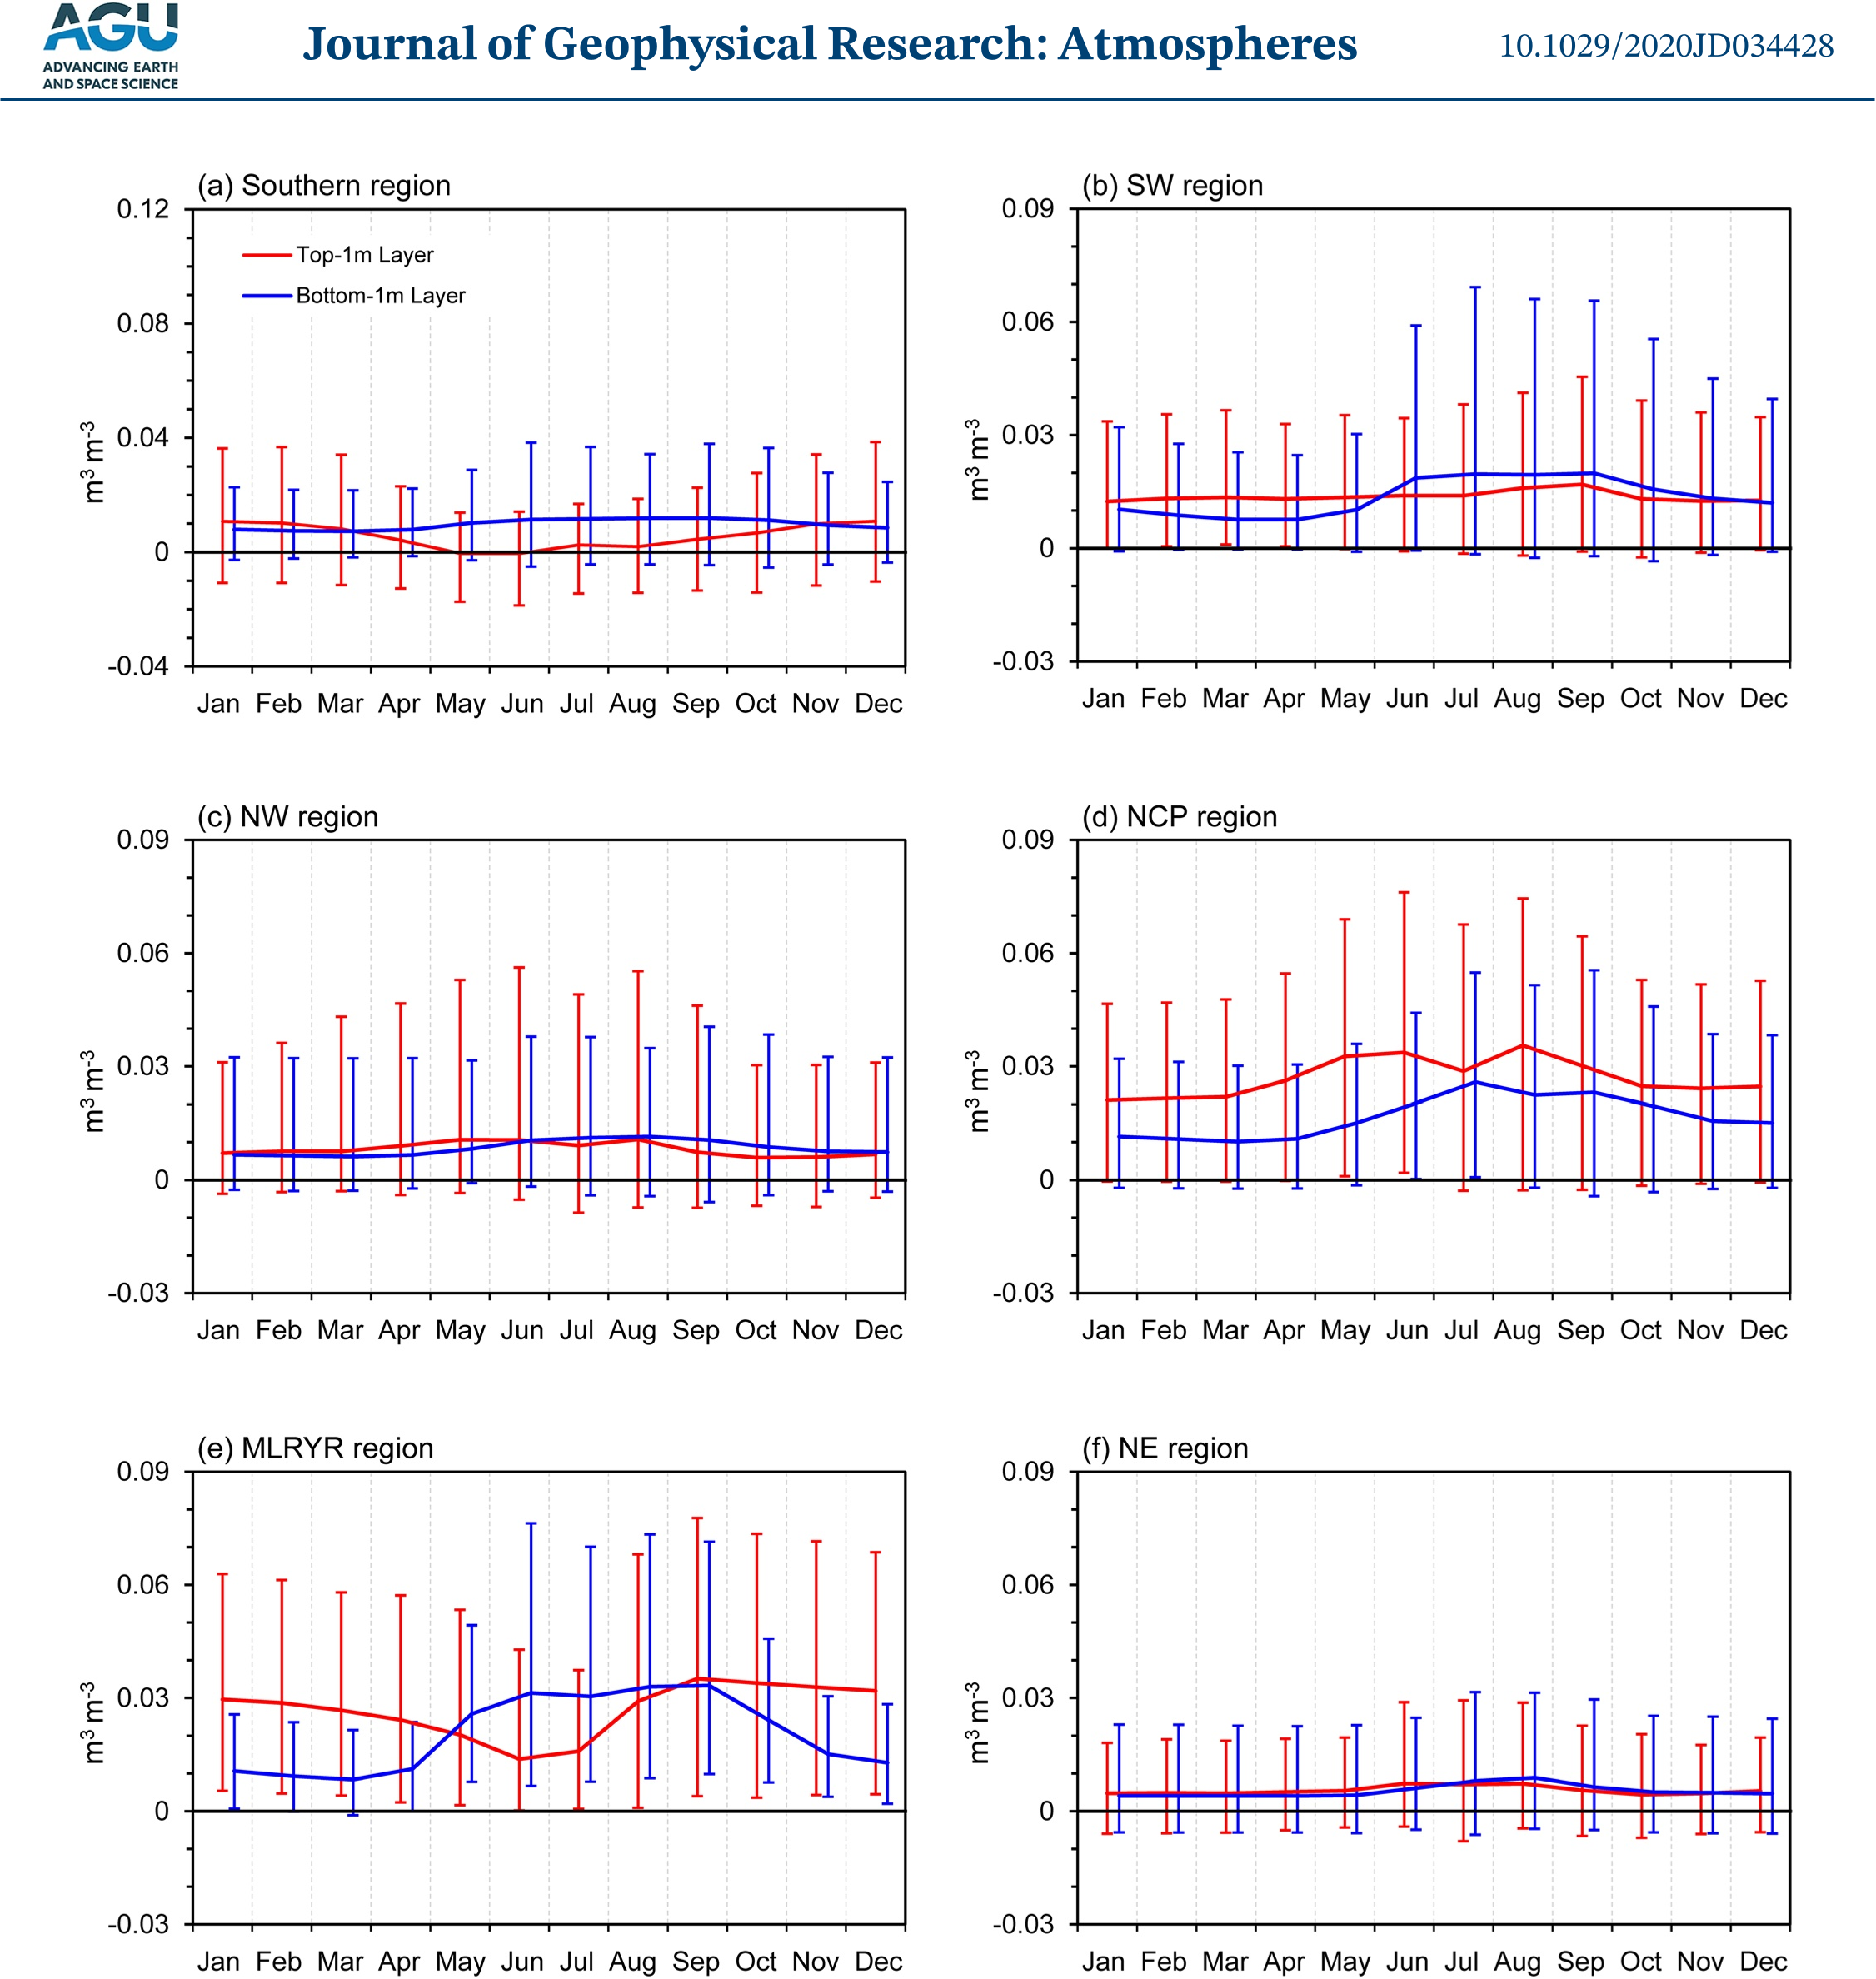 AGU
ADVANCING EARTH
AND SPACE SCIENCE
Journal of Geophysical Research: Atmospheres
10.1029/2020JD034428
(a) Southern region
0.12
0.08
0.04
0
-0.04
m³ m⁻³
Top-1m Layer
Bottom-1m Layer
Jan Feb Mar Apr May Jun Jul Aug Sep Oct Nov Dec
(b) SW region
0.09
0.06
0.03
0
-0.03
m³ m⁻³
Jan Feb Mar Apr May Jun Jul Aug Sep Oct Nov Dec
(c) NW region
0.09
0.06
0.03
0
-0.03
m³ m⁻³
Jan Feb Mar Apr May Jun Jul Aug Sep Oct Nov Dec
(d) NCP region
0.09
0.06
0.03
0
-0.03
m³ m⁻³
Jan Feb Mar Apr May Jun Jul Aug Sep Oct Nov Dec
(e) MLRYR region
0.09
0.06
0.03
0
-0.03
m³ m⁻³
Jan Feb Mar Apr May Jun Jul Aug Sep Oct Nov Dec
(f) NE region
0.09
0.06
0.03
0
-0.03
m³ m⁻³
Jan Feb Mar Apr May Jun Jul Aug Sep Oct Nov Dec